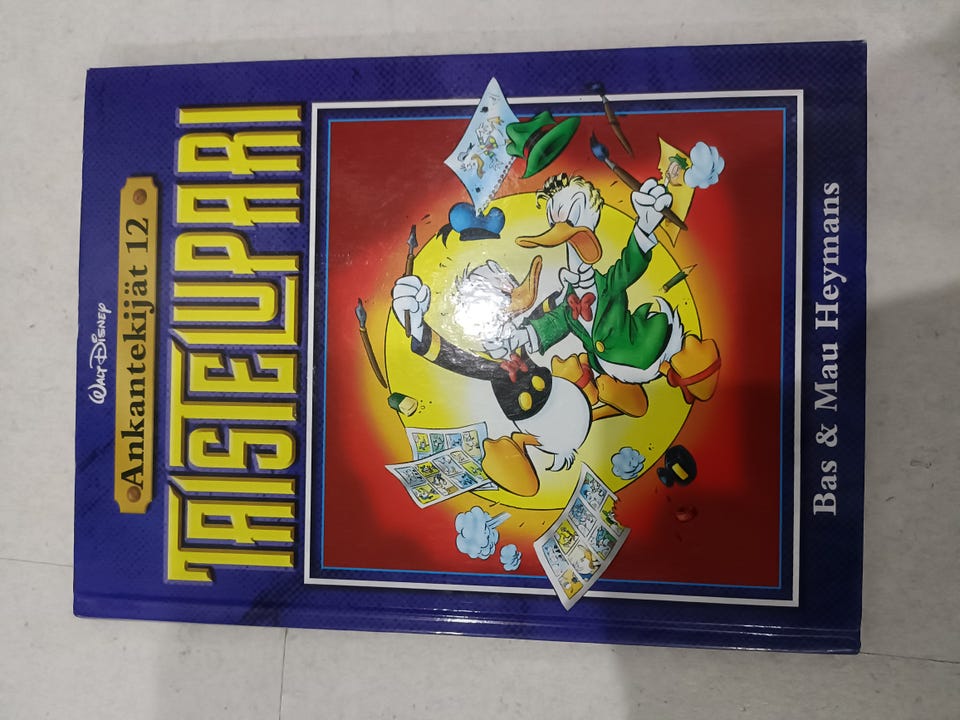 WALT DISNEY
Ankantekijät 12
TAISTELUPARI
Bas & Mau Heymans